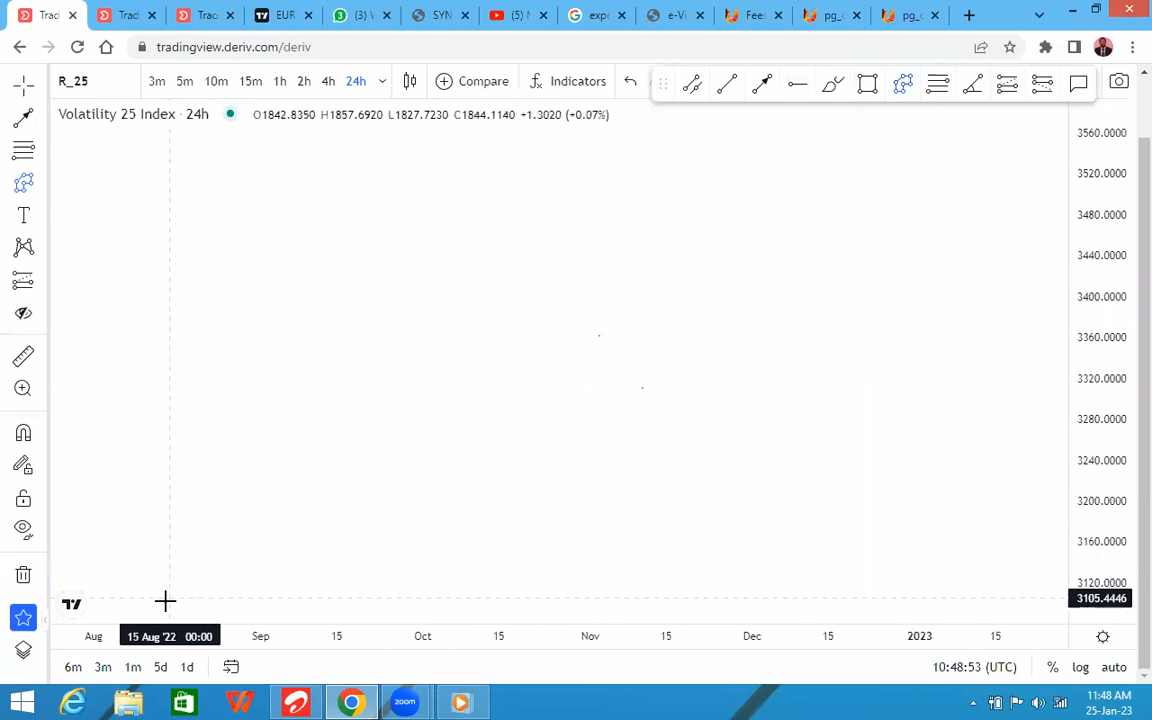 Trad
Trad
Trad
EUR
(3) V
SYN
(5) M
expe
e-Vi
Fees
pg_c
pg_c
tradingview.deriv.com/deriv
R_25
3m 5m 10m 15m 1h 2h 4h 24h
Compare
Indicators
Volatility 25 Index · 24h
O1842.8350 H1857.6920 L1827.7230 C1844.1140 +1.3020 (+0.07%)
3560.0000
3520.0000
3480.0000
3440.0000
3400.0000
3360.0000
3320.0000
3280.0000
3240.0000
3200.0000
3160.0000
3120.0000
3105.4446
Aug
15 Aug '22 00:00
Sep
15
Oct
15
Nov
15
Dec
15
2023
15
6m 3m 1m 5d 1d
10:48:53 (UTC)
%
log
auto
zoom
11:48 AM
25-Jan-23